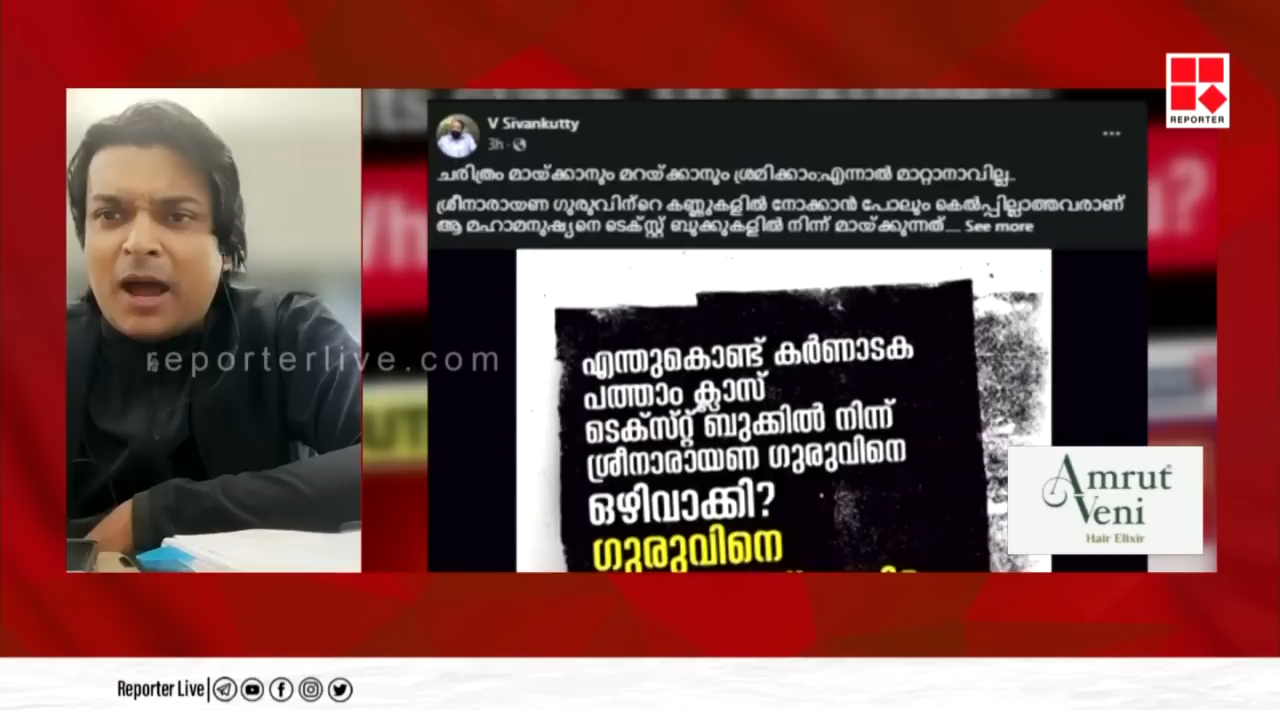 REPORTER
V Sivankutty
3h
ചരിത്രം മായ്ക്കാനും മറയ്ക്കാനും ശ്രമിക്കാം;എന്നാൽ മാറ്റാനാവില്ല..
ശ്രീനാരായണ ഗുരുവിന്റെ കണ്ണുകളിൽ നോക്കാൻ പോലും കെൽപ്പില്ലാത്തവരാണ്
ആ മഹാമനുഷ്യനെ ടെക്സ്റ്റ് ബുക്കുകളിൽ നിന്ന് മായ്ക്കുന്നത്.... See more
reporterlive.com
എന്തുകൊണ്ട് കർണാടക
പത്താം ക്ലാസ്
ടെക്സ്റ്റ് ബുക്കിൽ നിന്ന്
ശ്രീനാരായണ ഗുരുവിനെ
ഒഴിവാക്കി?
ഗുരുവിനെ
Amrut
Veni
Hair Elixir
Reporter Live